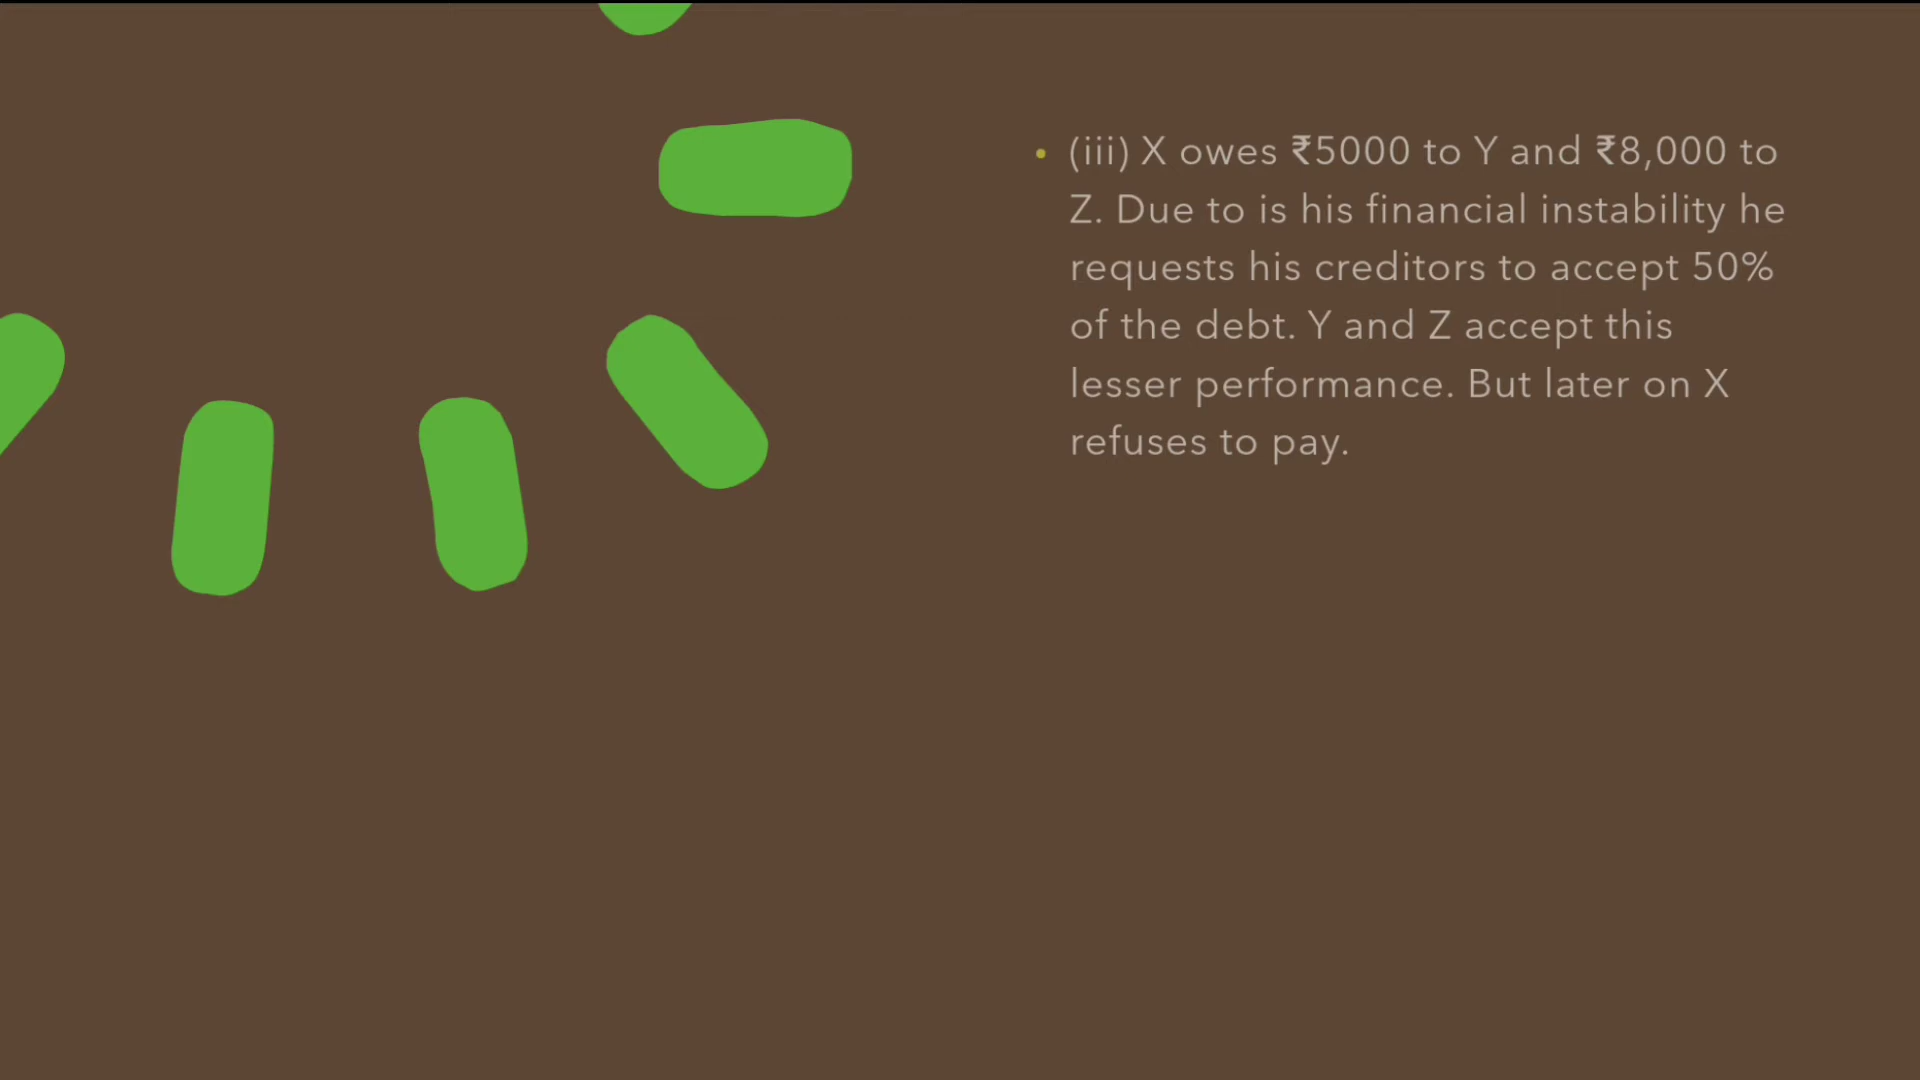 • (iii) X owes ₹5000 to Y and ₹8,000 to
Z. Due to is his financial instability he
requests his creditors to accept 50%
of the debt. Y and Z accept this
lesser performance. But later on X
refuses to pay.